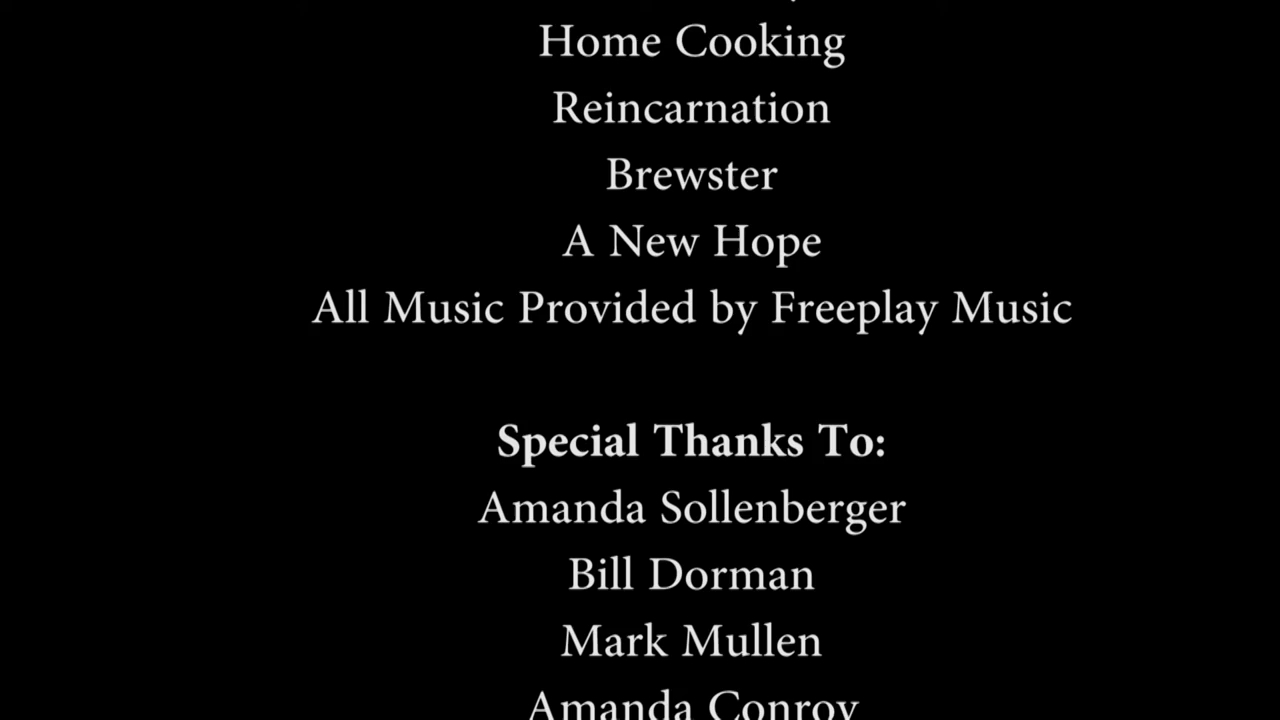 Home Cooking
Reincarnation
Brewster
A New Hope
All Music Provided by Freeplay Music
Special Thanks To:
Amanda Sollenberger
Bill Dorman
Mark Mullen
Amanda Conroy